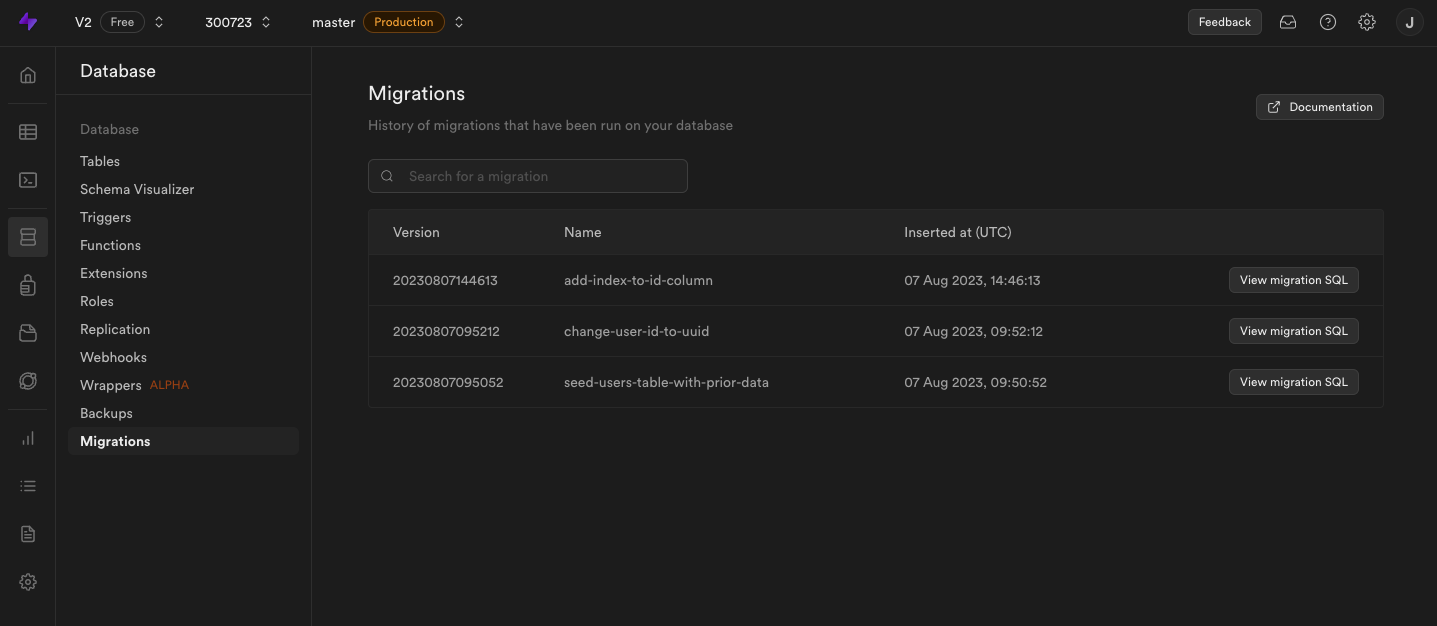 V2 Free 300723 master Production Feedback J
Database
Database
Tables
Schema Visualizer
Triggers
Functions
Extensions
Roles
Replication
Webhooks
Wrappers ALPHA
Backups
Migrations
Migrations
History of migrations that have been run on your database
Documentation
Search for a migration
Version Name Inserted at (UTC)
20230807144613 add-index-to-id-column 07 Aug 2023, 14:46:13 View migration SQL
20230807095212 change-user-id-to-uuid 07 Aug 2023, 09:52:12 View migration SQL
20230807095052 seed-users-table-with-prior-data 07 Aug 2023, 09:50:52 View migration SQL